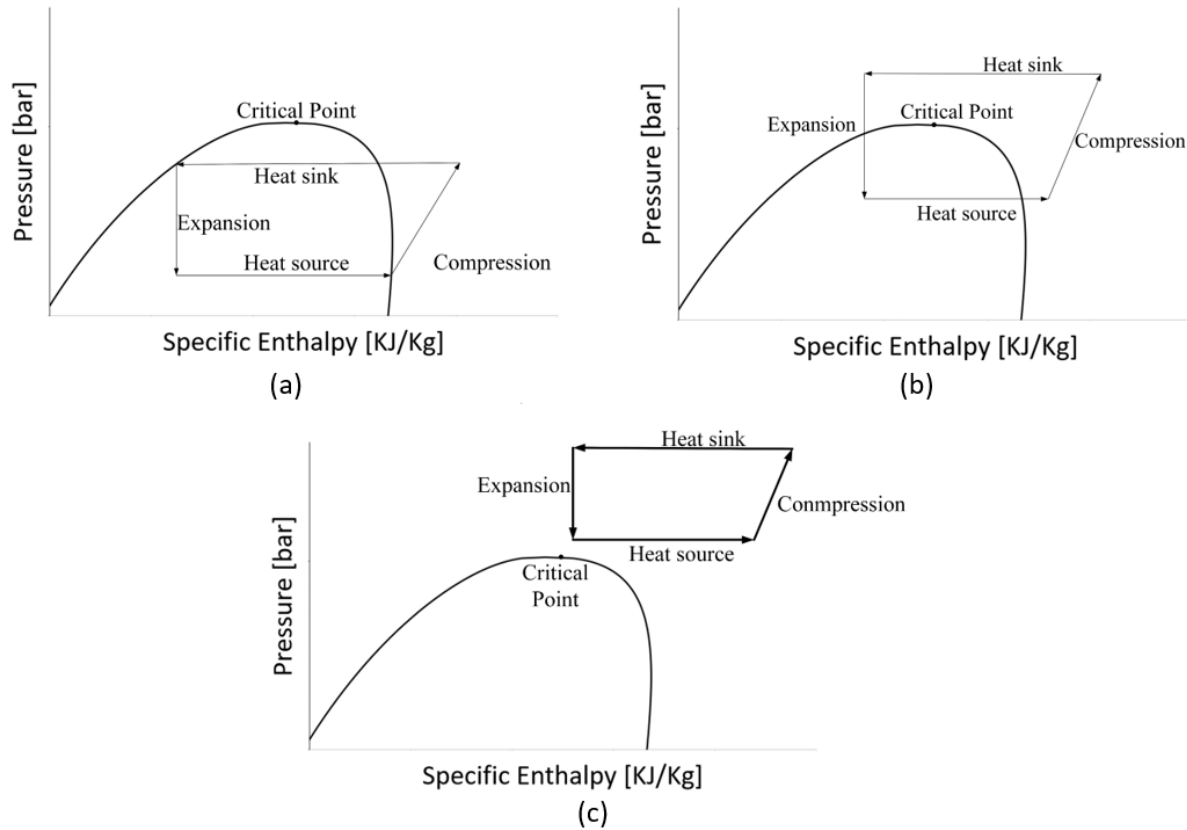 Pressure [bar]
Critical Point
Heat sink
Expansion
Heat source
Compression
Specific Enthalpy [KJ/Kg]
(a)
Pressure [bar]
Heat sink
Critical Point
Expansion
Compression
Heat source
Specific Enthalpy [KJ/Kg]
(b)
Pressure [bar]
Heat sink
Expansion
Conmpression
Heat source
Critical
Point
Specific Enthalpy [KJ/Kg]
(c)